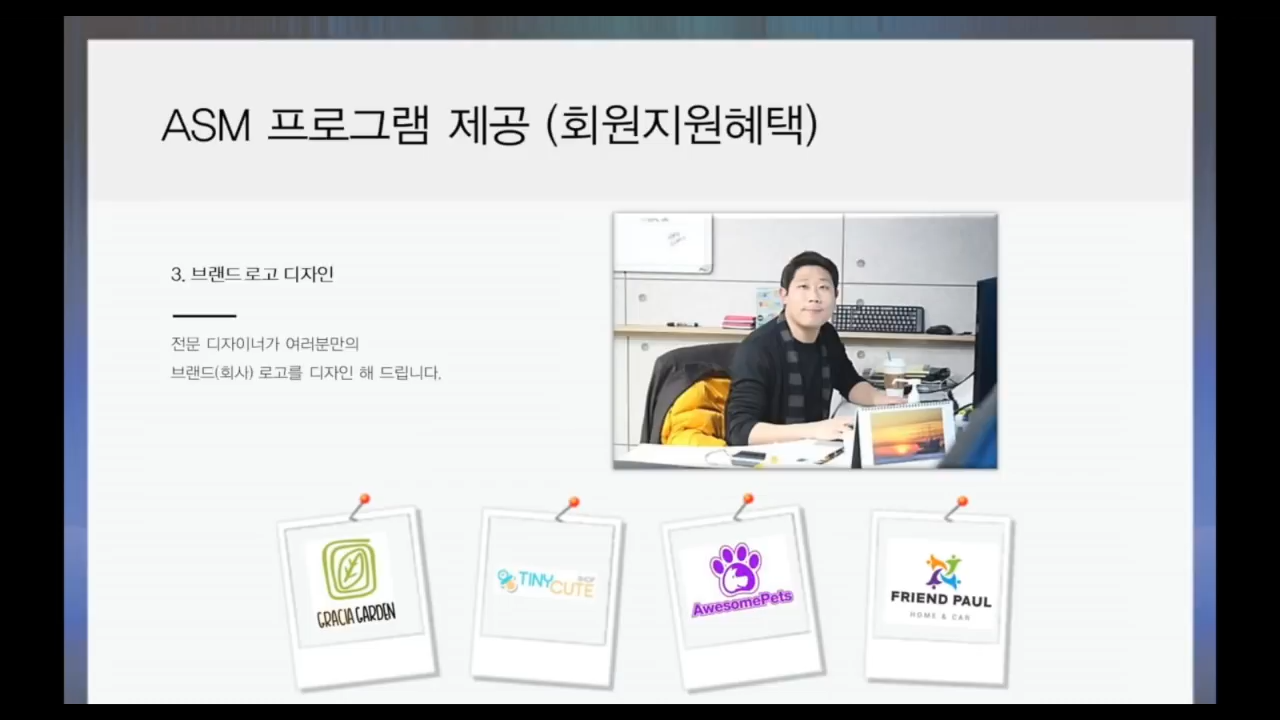 ASM 프로그램 제공 (회원지원혜택)
3. 브랜드 로고 디자인
전문 디자이너가 여러분만의
브랜드(회사) 로고를 디자인 해 드립니다.
GRACIA GARDEN
TINY SHOP
CUTE
AwesomePets
FRIEND PAUL
HOME & CAR